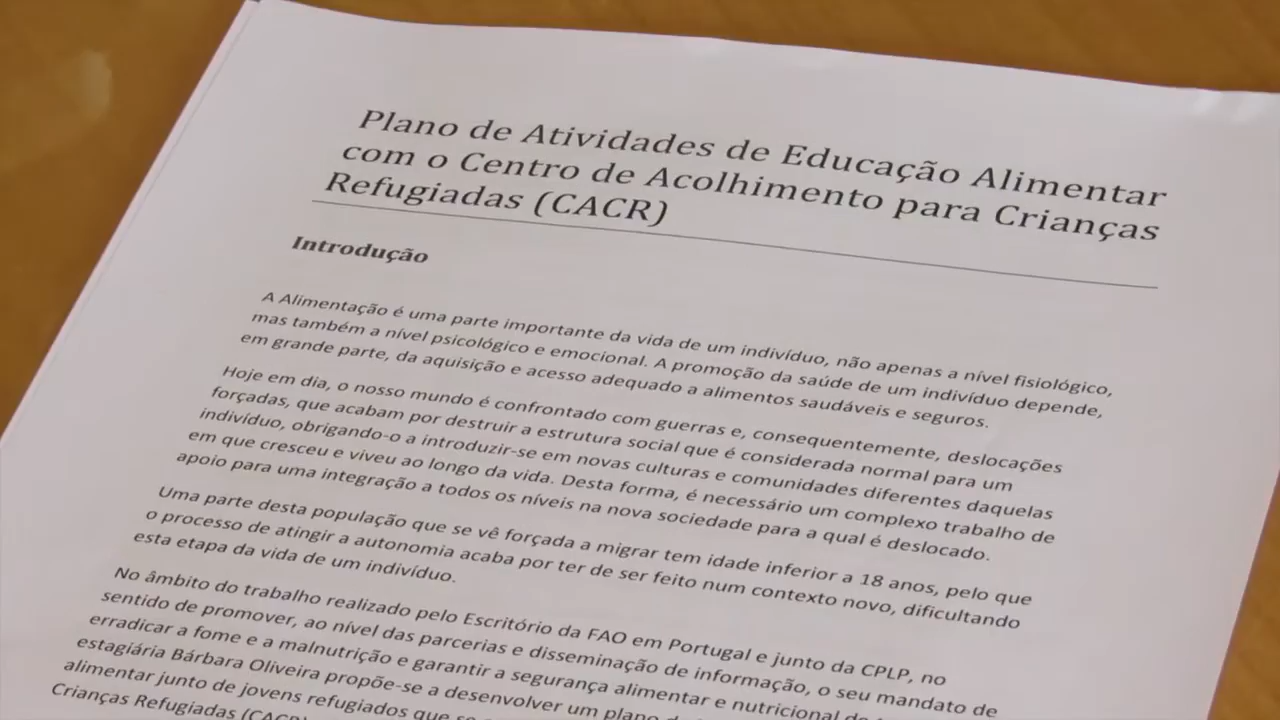 Plano de Atividades de Educação Alimentar
com o Centro de Acolhimento para Crianças
Refugiadas (CACR)
Introdução
A Alimentação é uma parte importante da vida de um indivíduo, não apenas a nível fisiológico,
mas também a nível psicológico e emocional. A promoção da saúde de um indivíduo depende,
em grande parte, da aquisição e acesso adequado a alimentos saudáveis e seguros.
Hoje em dia, o nosso mundo é confrontado com guerras e, consequentemente, deslocações
forçadas, que acabam por destruir a estrutura social que é considerada normal para um
indivíduo, obrigando-o a introduzir-se em novas culturas e comunidades diferentes daquelas
em que cresceu e viveu ao longo da vida. Desta forma, é necessário um complexo trabalho de
apoio para uma integração a todos os níveis na nova sociedade para a qual é deslocado.
Uma parte desta população que se vê forçada a migrar tem idade inferior a 18 anos, pelo que
o processo de atingir a autonomia acaba por ter de ser feito num contexto novo, dificultando
esta etapa da vida de um indivíduo.
No âmbito do trabalho realizado pelo Escritório da FAO em Portugal e junto da CPLP, no
sentido de promover, ao nível das parcerias e disseminação de informação, o seu mandato de
erradicar a fome e a malnutrição e garantir a segurança alimentar e nutricional
estagiária Bárbara Oliveira propõe-se a desenvolver um plano
alimentar junto de jovens refugiados que
Crianças Refugiadas (CACR)